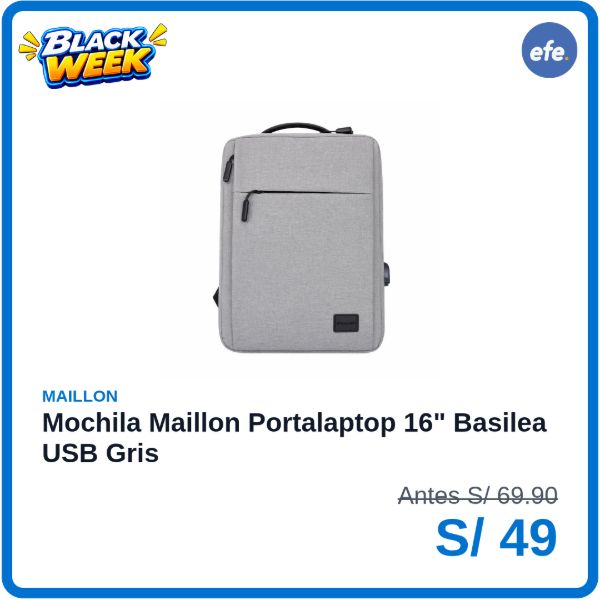 BLACK
WEEK
efe.
MAILLON
Mochila Maillon Portalaptop 16" Basilea
USB Gris
Antes S/ 69.90
S/ 49